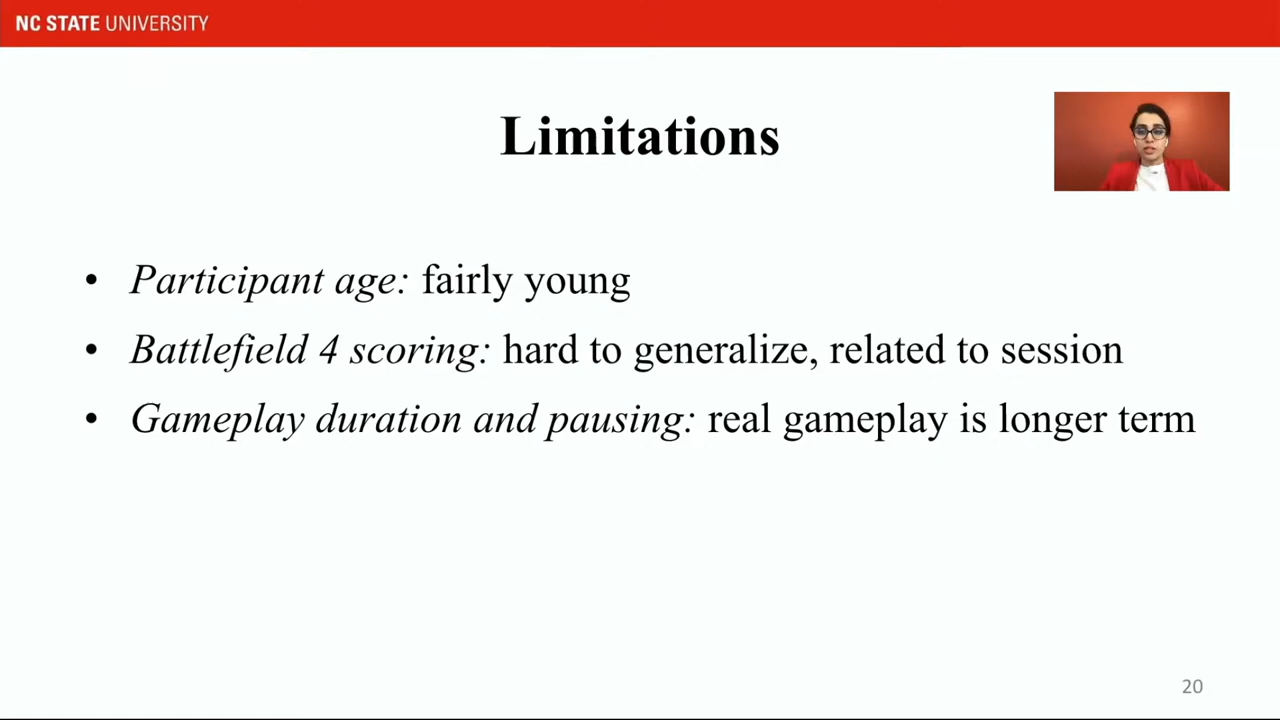 NC STATE UNIVERSITY
Limitations
• Participant age: fairly young
• Battlefield 4 scoring: hard to generalize, related to session
• Gameplay duration and pausing: real gameplay is longer term
20